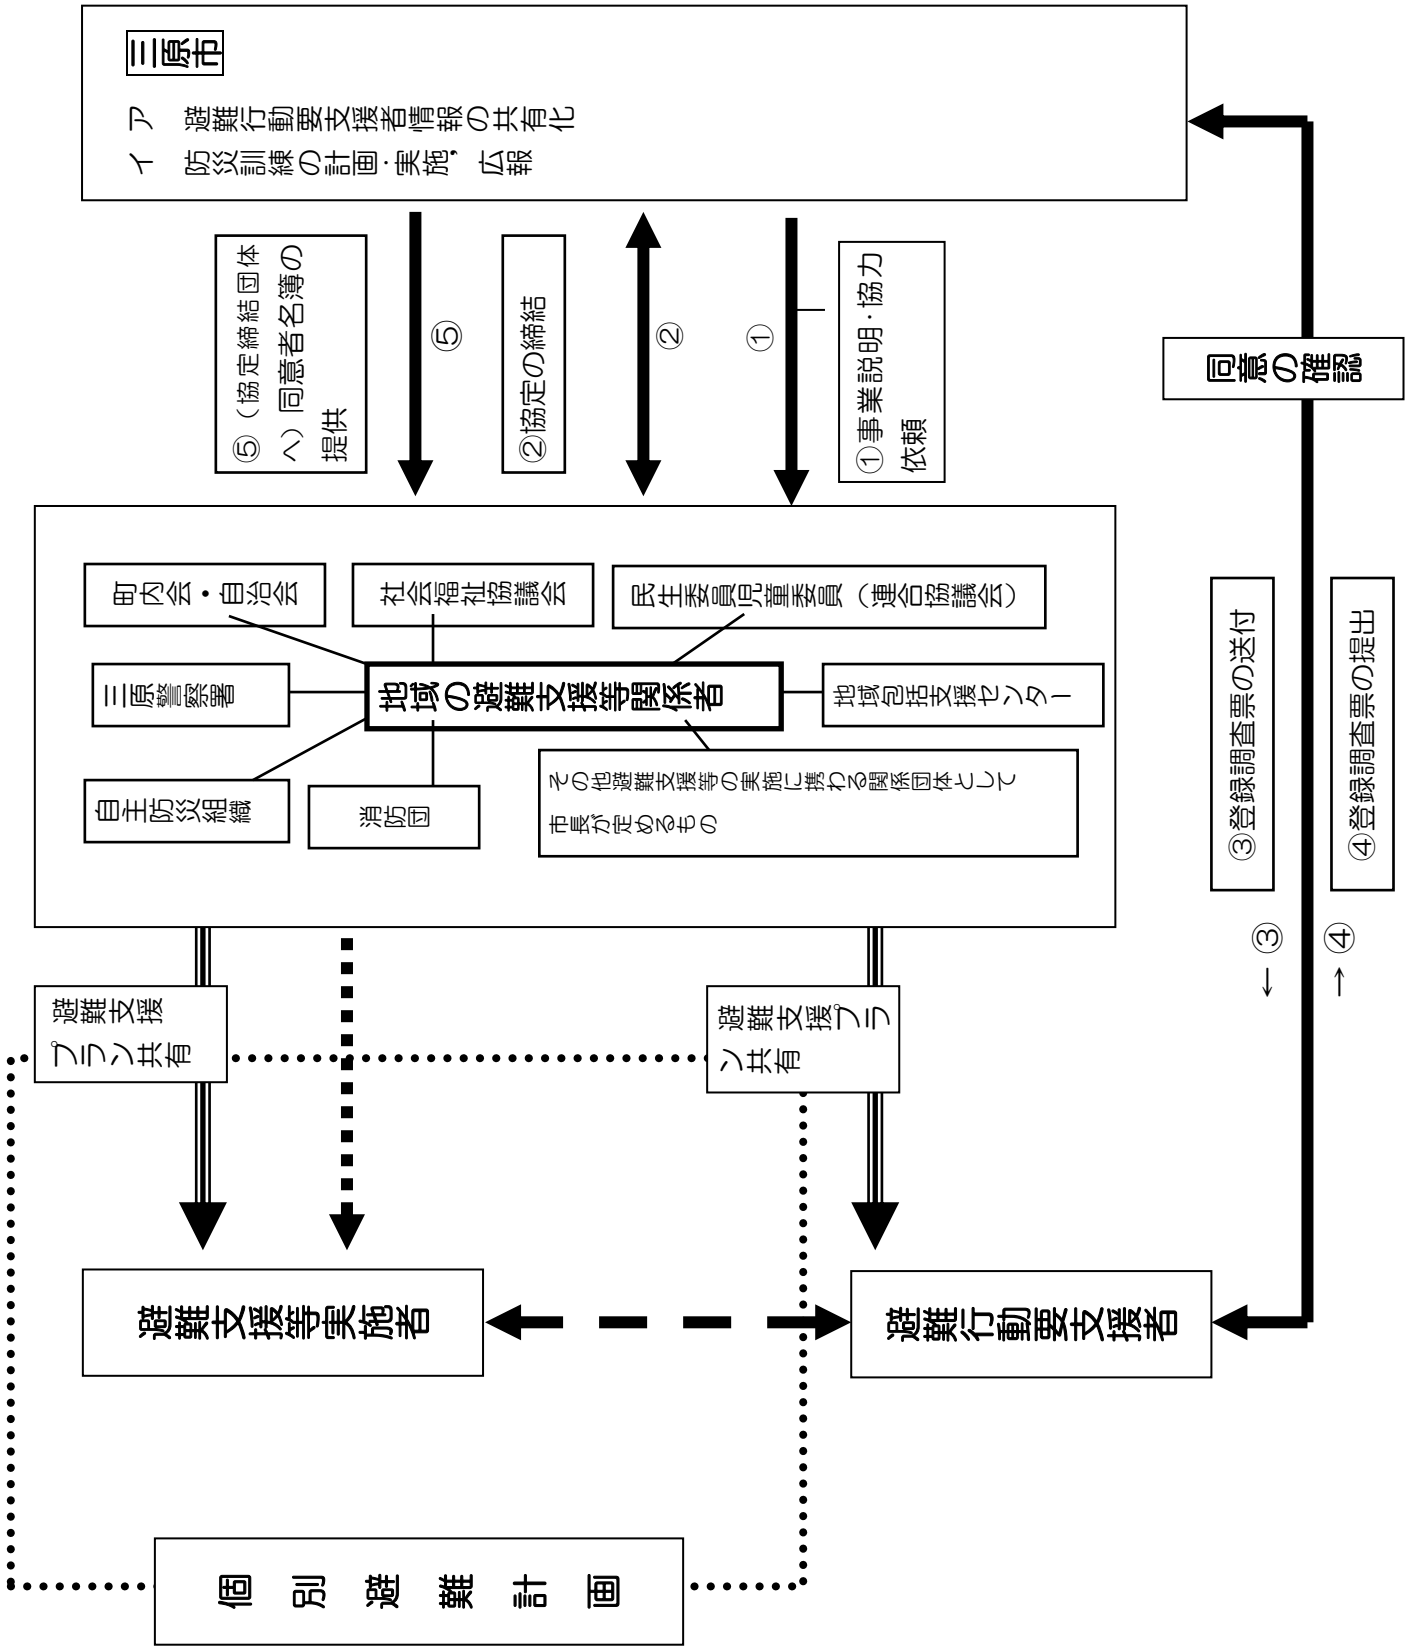 三原市
ア　避難行動要支援者情報の共有化
イ　防災訓練の計画・実施，広報
⑤（協定締結団体
へ）同意者名簿の
提供
⑤
②協定の締結
②
①
①事業説明・協力
依頼
同意の確認
町内会・自治会
社会福祉協議会
民生委員児童委員（連合協議会）
三原警察署
地域の避難支援等関係者
地域包括支援センター
自主防災組織
消防団
その他避難支援等の実施に携わる関係団体として
市長が定めるもの
③登録調査票の送付
④登録調査票の提出
←③
→④
避難支援
プラン共有
避難支援プラ
ン共有
避難支援等実施者
避難行動要支援者
個別避難計画